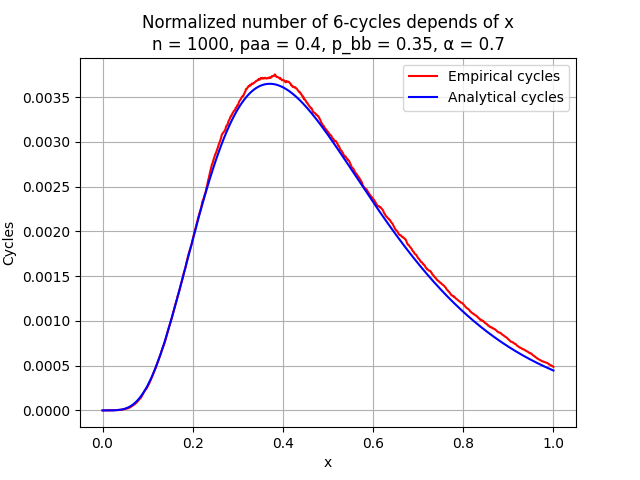 Normalized number of 6-cycles depends of x
n = 1000, paa = 0.4, p_bb = 0.35, α = 0.7
Empirical cycles
Analytical cycles
Cycles
0.0035
0.0030
0.0025
0.0020
0.0015
0.0010
0.0005
0.0000
0.0 0.2 0.4 0.6 0.8 1.0
x